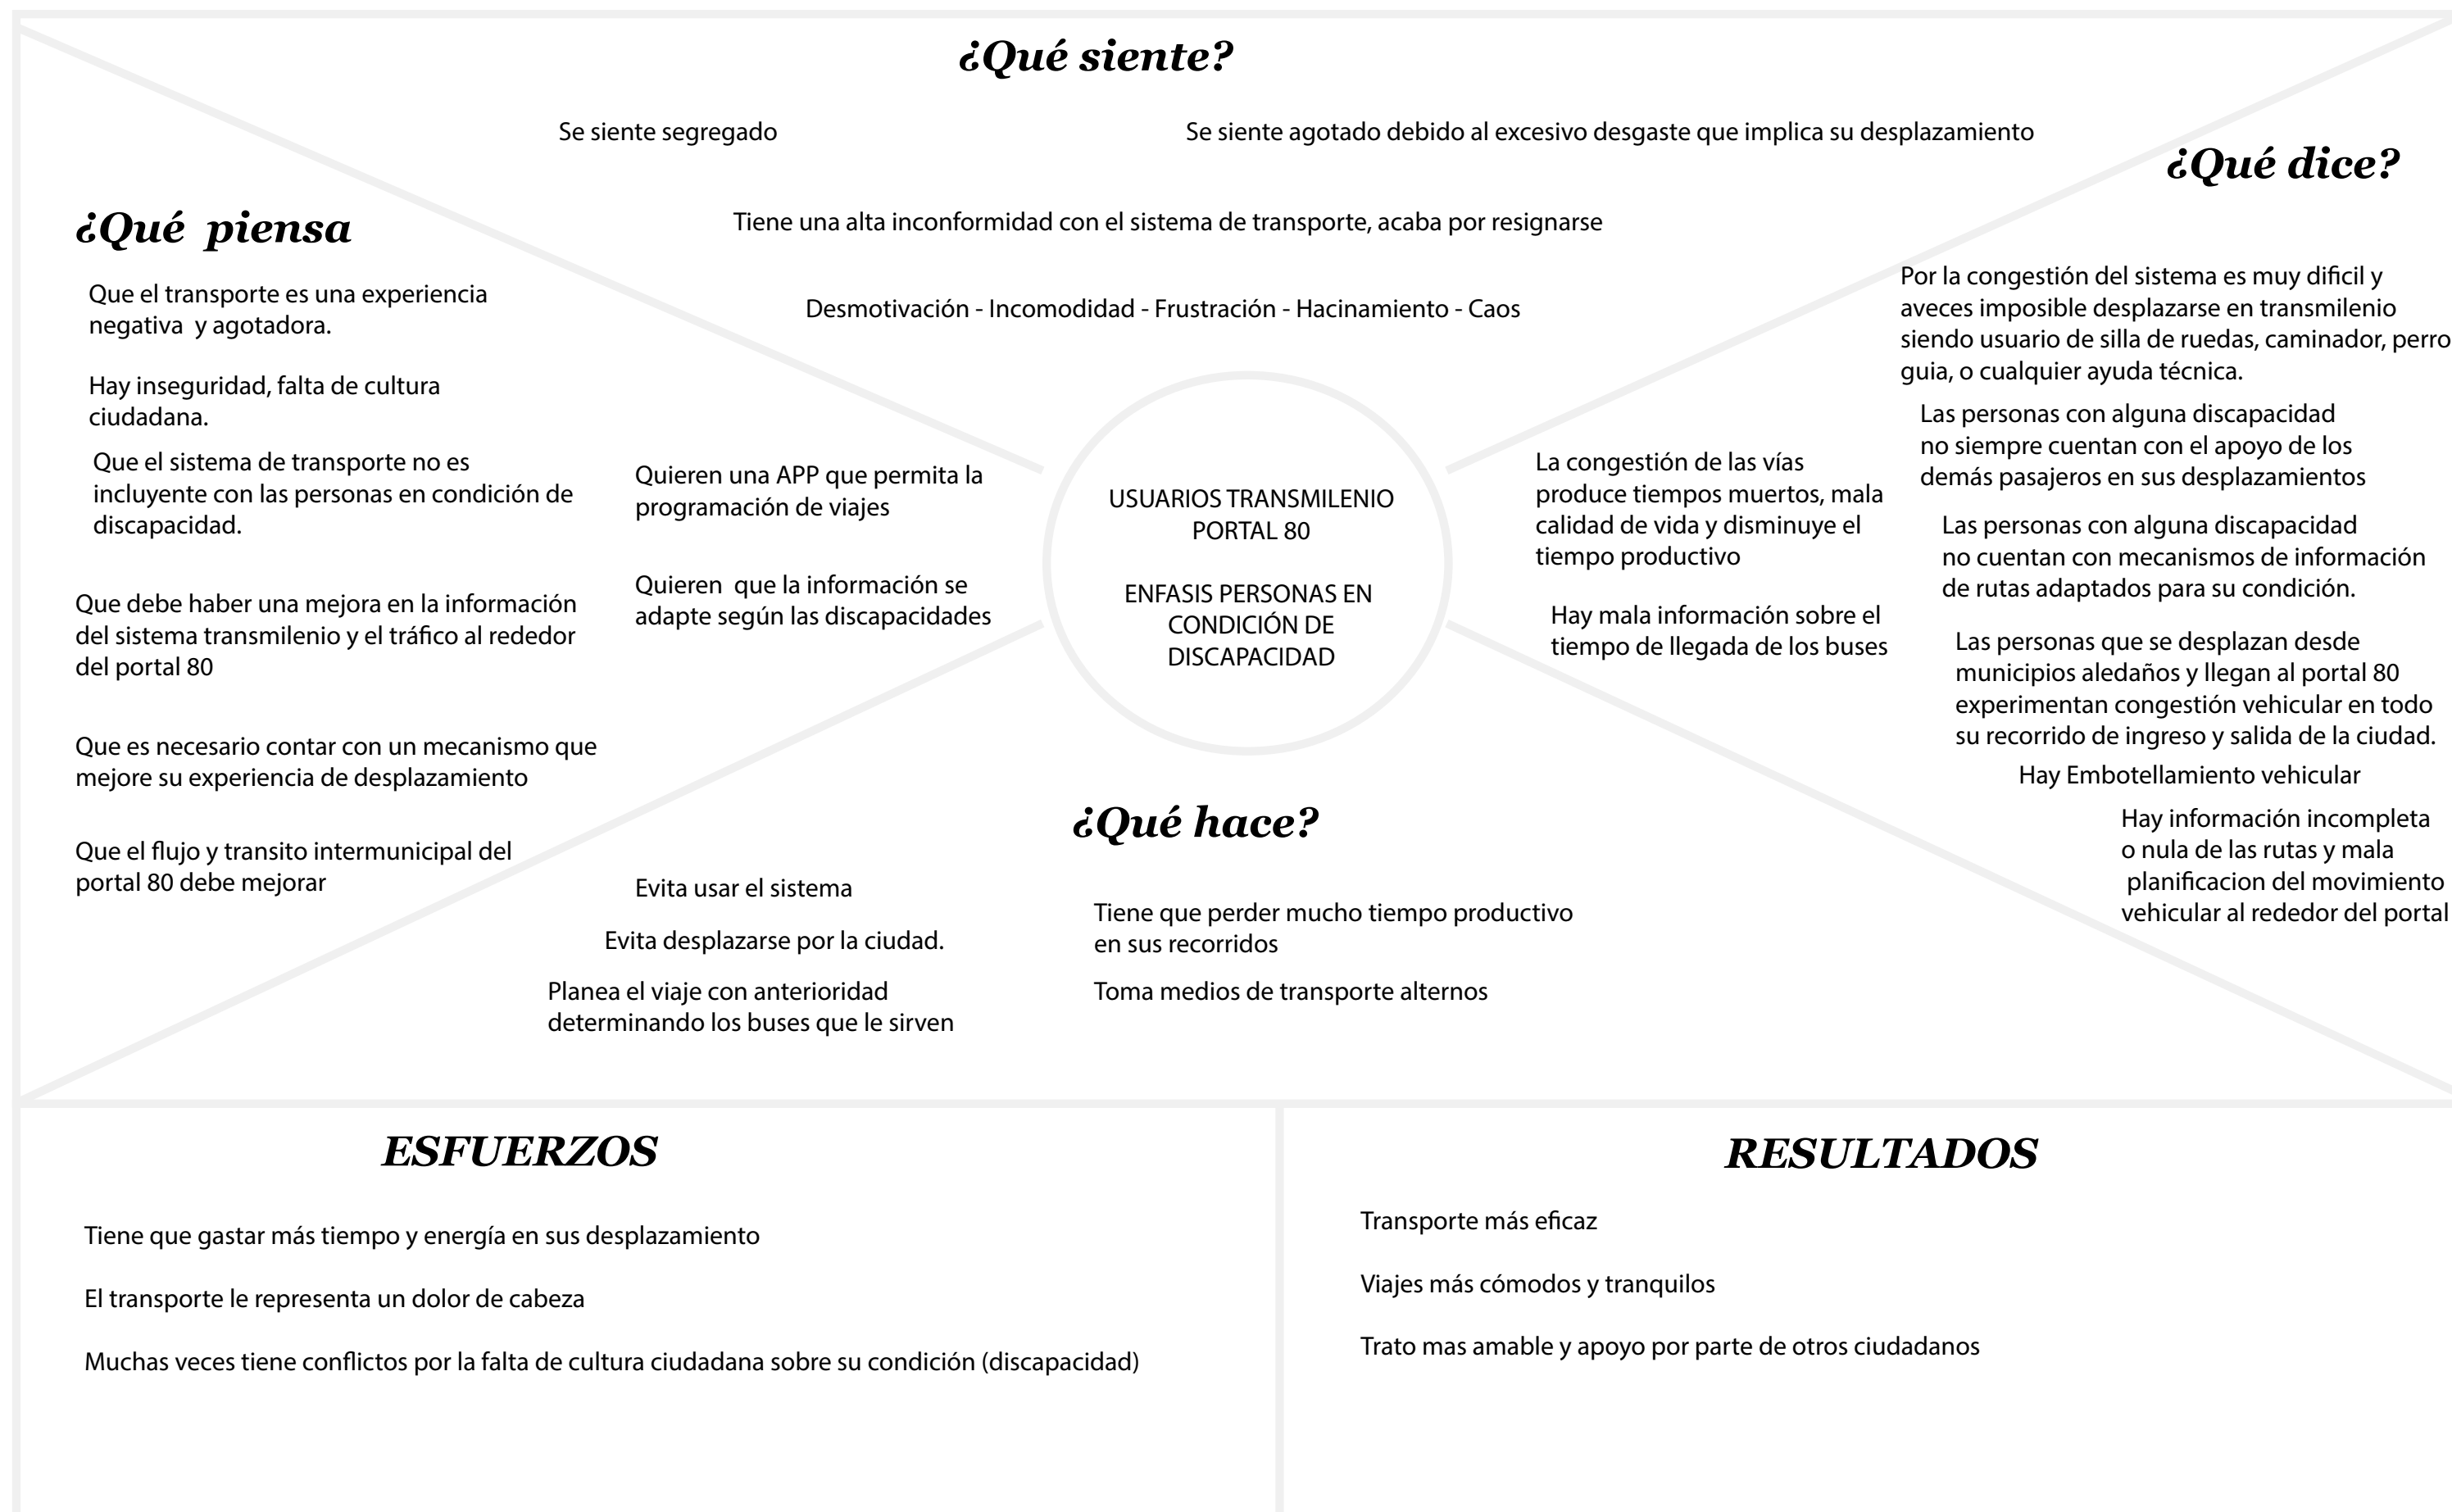 ¿Qué siente?
Se siente segregado
Se siente agotado debido al excesivo desgaste que implica su desplazamiento
Tiene una alta inconformidad con el sistema de transporte, acaba por resignarse
Desmotivación - Incomodidad - Frustración - Hacinamiento - Caos
¿Qué piensa
Que el transporte es una experiencia
negativa y agotadora.
Hay inseguridad, falta de cultura
ciudadana.
Que el sistema de transporte no es
incluyente con las personas en condición de
discapacidad.
Que debe haber una mejora en la información
del sistema transmilenio y el tráfico al rededor
del portal 80
Que es necesario contar con un mecanismo que
mejore su experiencia de desplazamiento
Que el flujo y transito intermunicipal del
portal 80 debe mejorar
Quieren una APP que permita la
programación de viajes
Quieren que la información se
adapte según las discapacidades
USUARIOS TRANSMILENIO
PORTAL 80
ENFASIS PERSONAS EN
CONDICIÓN DE
DISCAPACIDAD
¿Qué dice?
Por la congestión del sistema es muy dificil y
aveces imposible desplazarse en transmilenio
siendo usuario de silla de ruedas, caminador, perro
guia, o cualquier ayuda técnica.
Las personas con alguna discapacidad
no siempre cuentan con el apoyo de los
demás pasajeros en sus desplazamientos
La congestión de las vías
produce tiempos muertos, mala
calidad de vida y disminuye el
tiempo productivo
Las personas con alguna discapacidad
no cuentan con mecanismos de información
de rutas adaptados para su condición.
Hay mala información sobre el
tiempo de llegada de los buses
Las personas que se desplazan desde
municipios aledaños y llegan al portal 80
experimentan congestión vehicular en todo
su recorrido de ingreso y salida de la ciudad.
Hay Embotellamiento vehicular
Hay información incompleta
o nula de las rutas y mala
planificacion del movimiento
vehicular al rededor del portal
¿Qué hace?
Evita usar el sistema
Evita desplazarse por la ciudad.
Planea el viaje con anterioridad
determinando los buses que le sirven
Tiene que perder mucho tiempo productivo
en sus recorridos
Toma medios de transporte alternos
ESFUERZOS
Tiene que gastar más tiempo y energía en sus desplazamiento
El transporte le representa un dolor de cabeza
Muchas veces tiene conflictos por la falta de cultura ciudadana sobre su condición (discapacidad)
RESULTADOS
Transporte más eficaz
Viajes más cómodos y tranquilos
Trato mas amable y apoyo por parte de otros ciudadanos